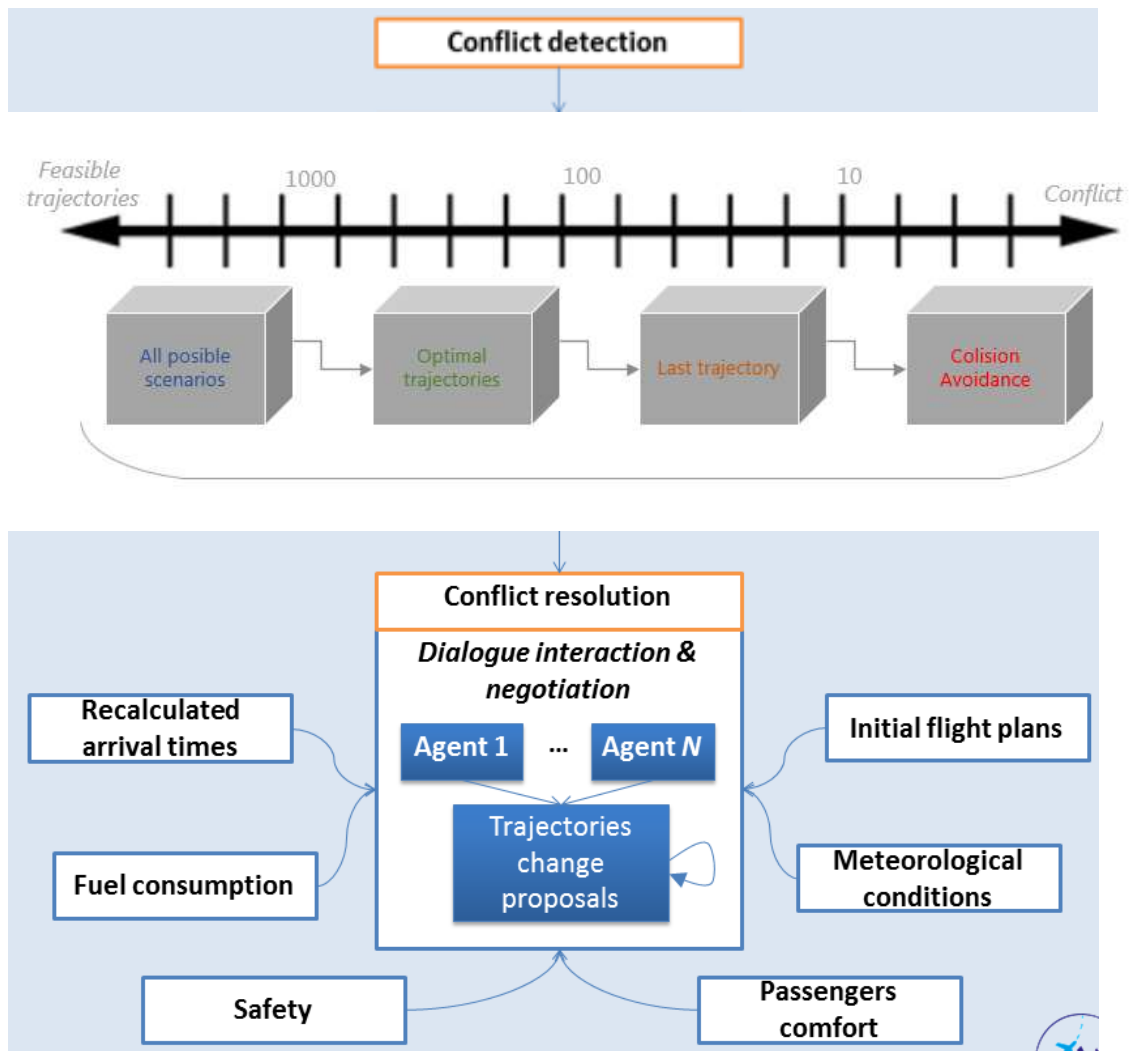 Conflict detection
Feasible
trajectories
1000
100
10
Conflict
All posible
scenarios
Optimal
trajectories
Last trajectory
Colision
Avoidance
Conflict resolution
Dialogue interaction &
negotiation
Recalculated
arrival times
Agent 1
...
Agent N
Initial flight plans
Trajectories
change
proposals
Fuel consumption
Meteorological
conditions
Safety
Passengers
comfort